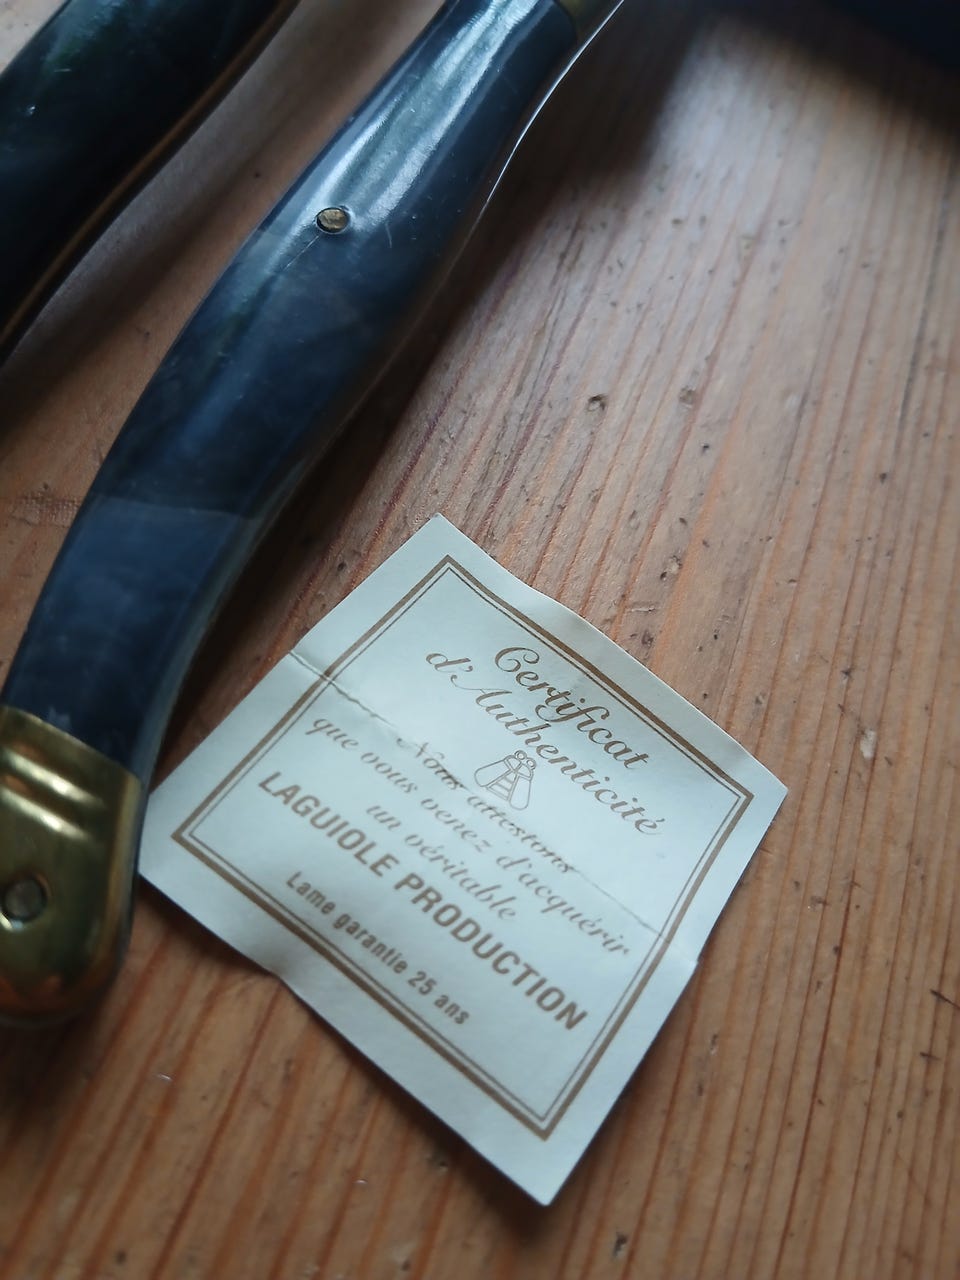 Certificat
d'Authenticité
Nous attestons
que vous venez d'acquérir
un véritable
LAGUIOLE PRODUCTION
Lame garantie 25 ans